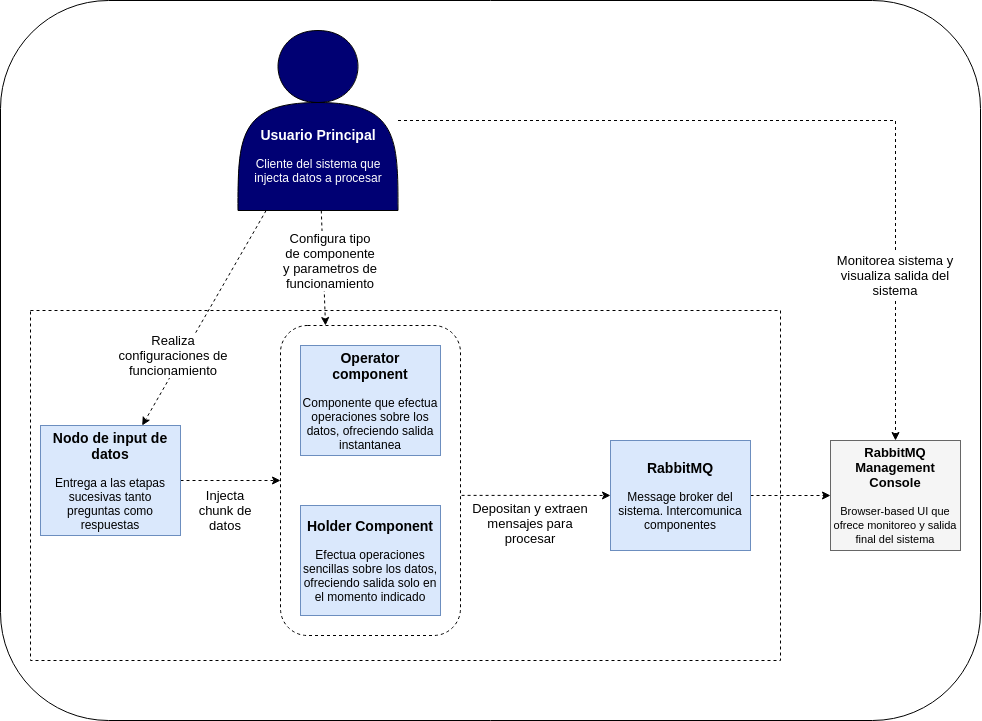 Usuario Principal
Cliente del sistema que
injecta datos a procesar
Configura tipo
de componente
y parametros de
funcionamiento
Monitorea sistema y
visualiza salida del
sistema
Realiza
configuraciones de
funcionamiento
Nodo de input de
datos
Entrega a las etapas
sucesivas tanto
preguntas como
respuestas
Injecta
chunk de
datos
Operator
component
Componente que efectua
operaciones sobre los
datos, ofreciendo salida
instantanea
Holder Component
Efectua operaciones
sencillas sobre los datos,
ofreciendo salida solo en
el momento indicado
Depositan y extraen
mensajes para
procesar
RabbitMQ
Message broker del
sistema. Intercomunica
componentes
RabbitMQ
Management
Console
Browser-based UI que
ofrece monitoreo y salida
final del sistema